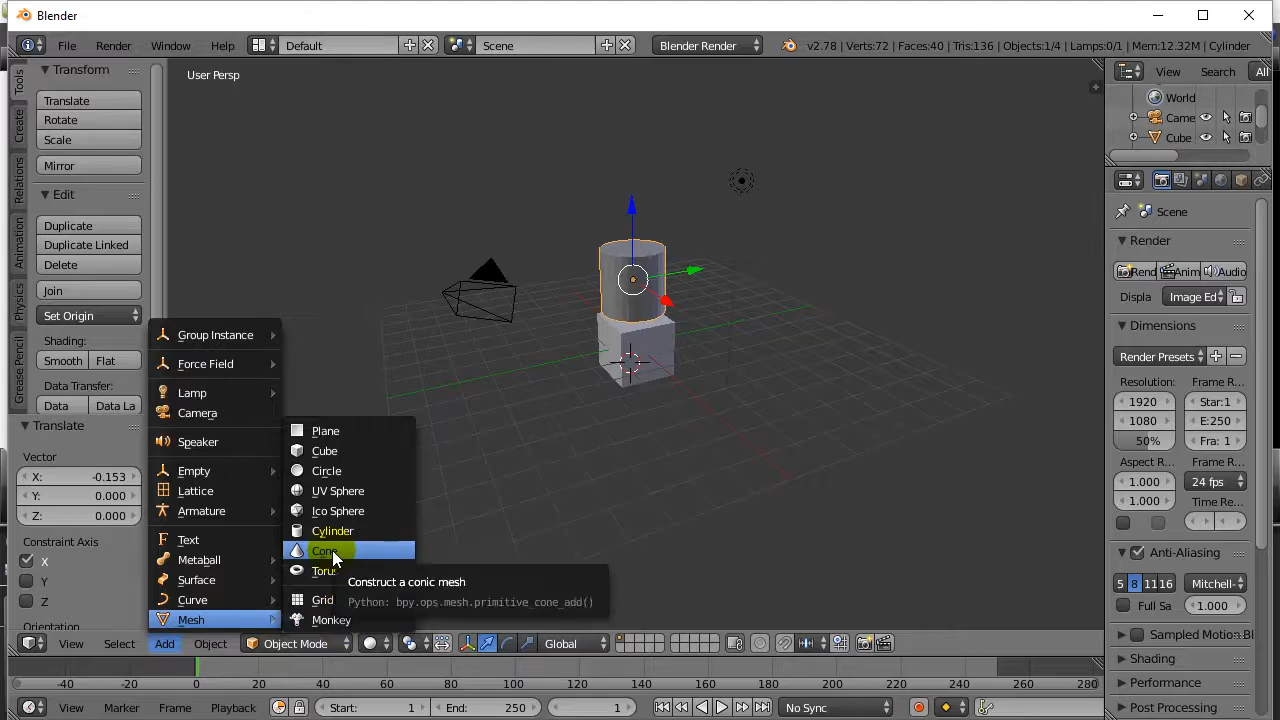 Blender
File Render Window Help Default Scene Blender Render v2.78 | Verts:72 | Faces:40 | Tris:136 | Objects:1/4 | Lamps:0/1 | Mem:12.32M | Cylinder
Tools
Create
Relations
Animation
Physics
Grease Pencil
Transform
Translate
Rotate
Scale
Mirror
Edit
Duplicate
Duplicate Linked
Delete
Join
Set Origin
Shading:
Smooth Flat
Data Transfer:
Data Data La
Translate
Vector
X: -0.153
Y: 0.000
Z: 0.000
Constraint Axis
X
Y
Z
Orientation
User Persp
Group Instance
Force Field
Lamp
Camera
Speaker
Empty
Lattice
Armature
Text
Metaball
Surface
Curve
Mesh
Plane
Cube
Circle
UV Sphere
Ico Sphere
Cylinder
Cone
Torus
Grid
Monkey
Construct a conic mesh
Python: bpy.ops.mesh.primitive_cone_add()
View Search All
World
Came
Cube
Scene
Render
Rend Anim Audio
Displa Image Ed
Dimensions
Render Presets
Resolution: Frame R...
1920 Star:1
1080 E:250
50% Fra: 1
Aspect R... Frame R...
1.000 24 fps
1.000 Time Re...
Anti-Aliasing
5 8 11 16 Mitchell-
Full Sa 1.000
Sampled Motion Bl
Shading
Performance
Post Processing
View Select Add Object Object Mode Global
-40 -20 0 20 40 60 80 100 120 140 160 180 200 220 240 260 280
View Marker Frame Playback Start: 1 End: 250 1 No Sync